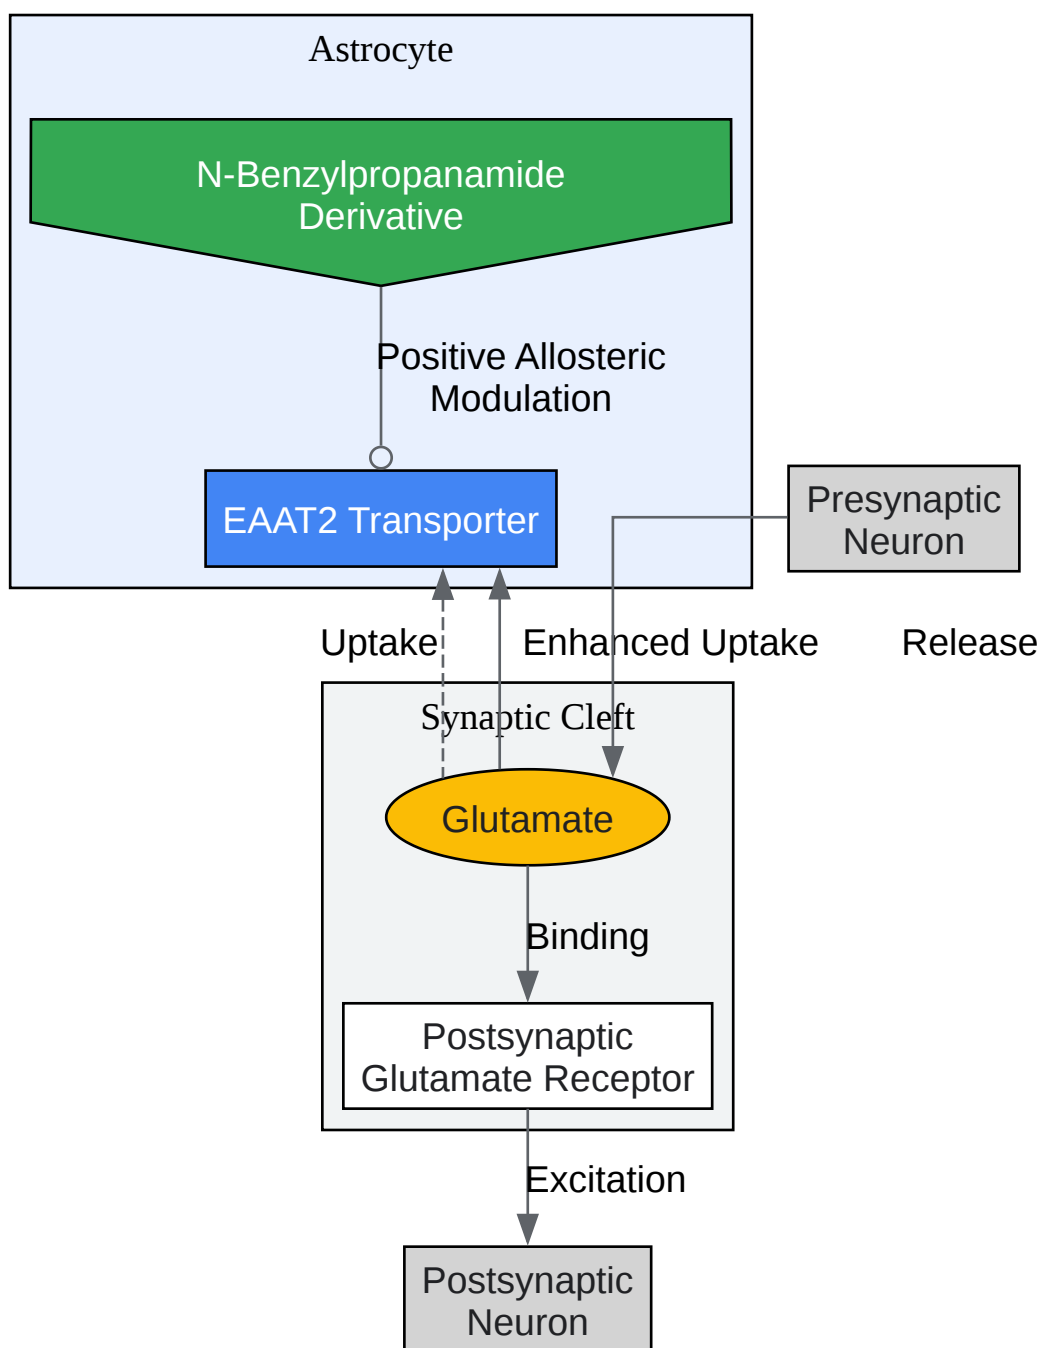 Astrocyte
N-Benzylpropanamide
Derivative
Positive Allosteric
Modulation
EAAT2 Transporter
Presynaptic
Neuron
Uptake
Enhanced Uptake
Release
Synaptic Cleft
Glutamate
Binding
Postsynaptic
Glutamate Receptor
Excitation
Postsynaptic
Neuron